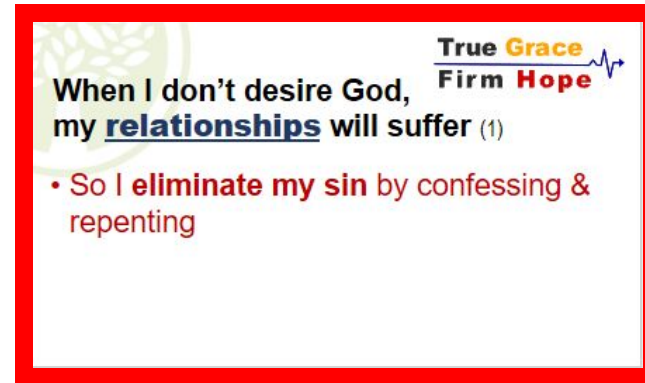 True Grace
Firm Hope
When I don't desire God,
my relationships will suffer (1)
• So I eliminate my sin by confessing &
repenting